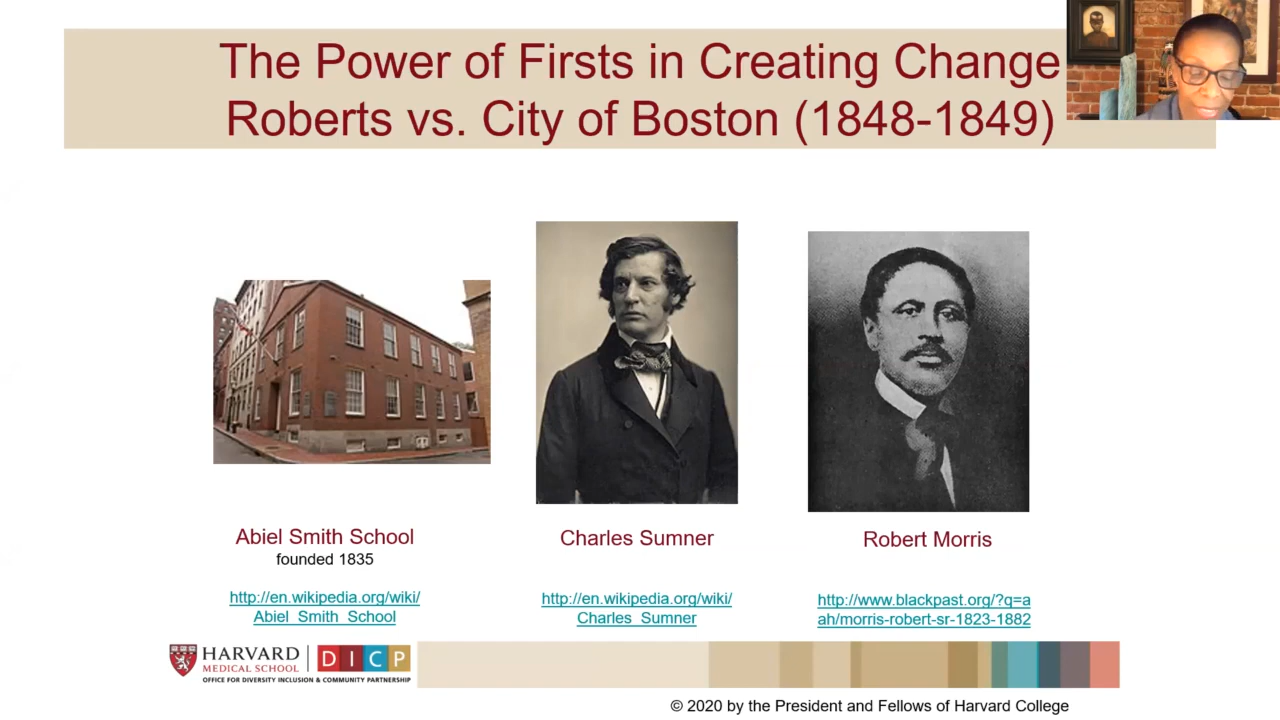 The Power of Firsts in Creating Change
Roberts vs. City of Boston (1848-1849)
Abiel Smith School
founded 1835
http://en.wikipedia.org/wiki/
Abiel_Smith_School
Charles Sumner
http://en.wikipedia.org/wiki/
Charles_Sumner
Robert Morris
http://www.blackpast.org/?q=a
ah/morris-robert-sr-1823-1882
HARVARD
MEDICAL SCHOOL
DICP
OFFICE FOR DIVERSITY INCLUSION & COMMUNITY PARTNERSHIP
© 2020 by the President and Fellows of Harvard College